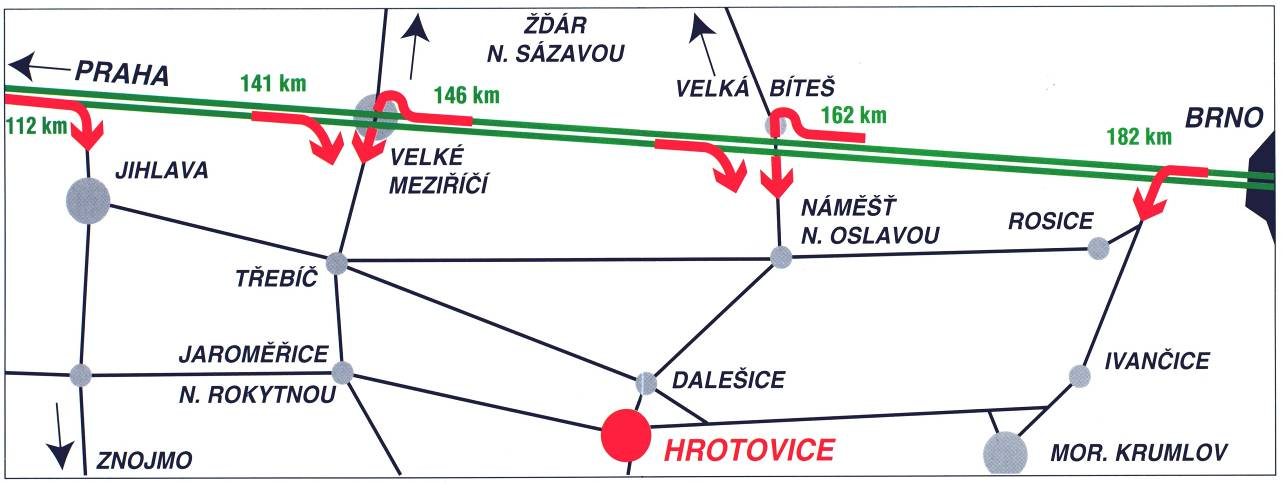 ŽĎÁR
N. SÁZAVOU
PRAHA
141 km
146 km
VELKÁ BÍTEŠ
162 km
BRNO
112 km
182 km
VELKÉ
MEZIŘÍČÍ
JIHLAVA
NÁMĚŠŤ
N. OSLAVOU
ROSICE
TŘEBÍČ
JAROMĚŘICE
N. ROKYTNOU
DALEŠICE
IVANČICE
HROTOVICE
MOR. KRUMLOV
ZNOJMO